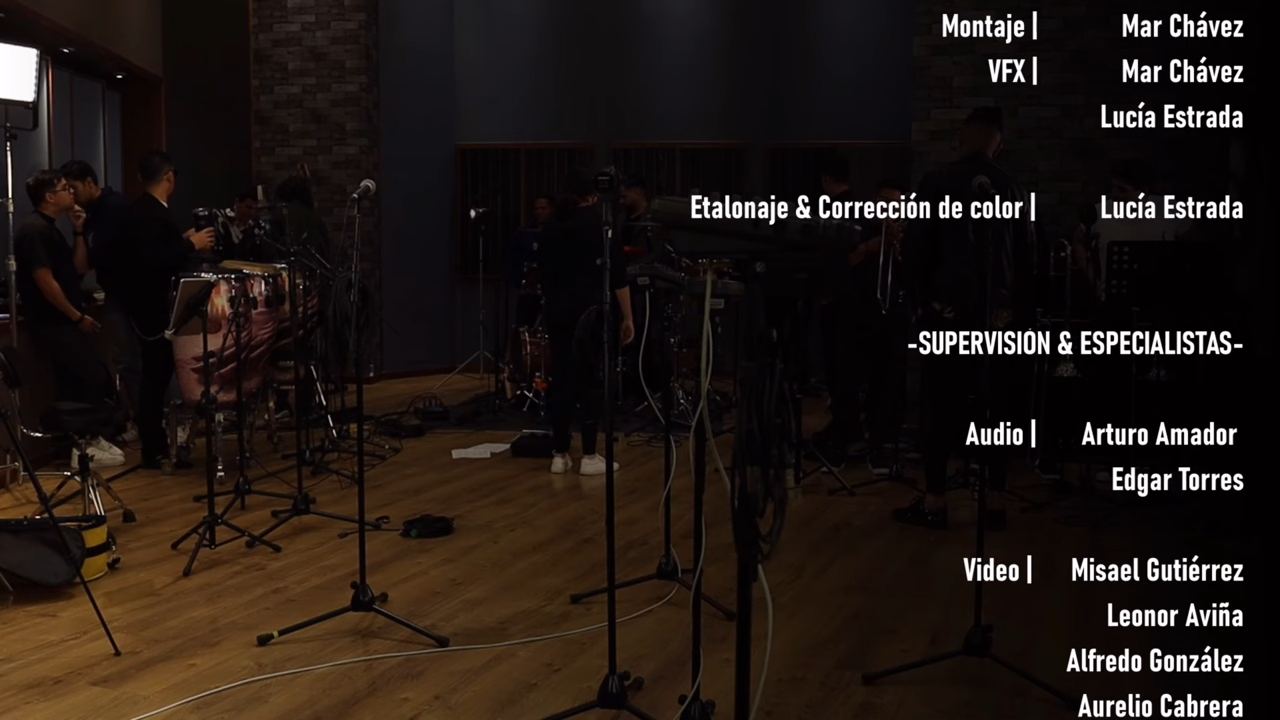 Montaje | Mar Chávez
VFX | Mar Chávez
Lucía Estrada
Etalonaje & Corrección de color | Lucía Estrada
-SUPERVISIÓN & ESPECIALISTAS-
Audio | Arturo Amador
Edgar Torres
Video | Misael Gutiérrez
Leonor Aviña
Alfredo González
Aurelio Cabrera